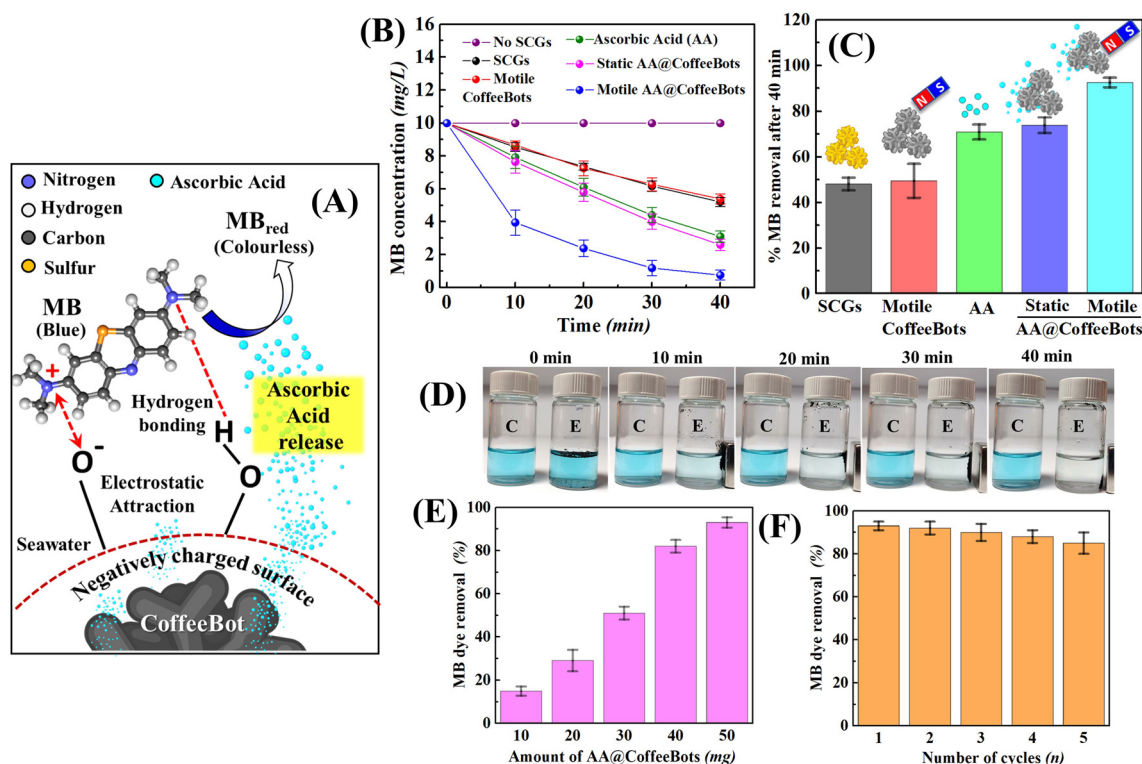 (A)
Nitrogen
Ascorbic Acid
Hydrogen
Carbon
Sulfur
MBred
(Colourless)
MB
(Blue)
+
Hydrogen
bonding
Ascorbic
Acid
release
H
O
O-
Electrostatic
Attraction
Seawater
Negatively charged surface
CoffeeBot
(B)
MB concentration (mg/L)
16
14
12
10
8
6
4
2
0
No SCGs
SCGs
Motile
CoffeeBots
Ascorbic Acid (AA)
Static AA@CoffeeBots
Motile AA@CoffeeBots
0 10 20 30 40
Time (min)
(C)
% MB removal after 40 min
120
100
80
60
40
20
0
N S
N S
SCGs
Motile
CoffeeBots
AA
Static
Motile
AA@CoffeeBots
(D)
0 min 10 min 20 min 30 min 40 min
C E C E C E C E C E
(E)
MB dye removal (%)
100
80
60
40
20
0
10 20 30 40 50
Amount of AA@CoffeeBots (mg)
(F)
MB dye removal (%)
100
80
60
40
20
0
1 2 3 4 5
Number of cycles (n)